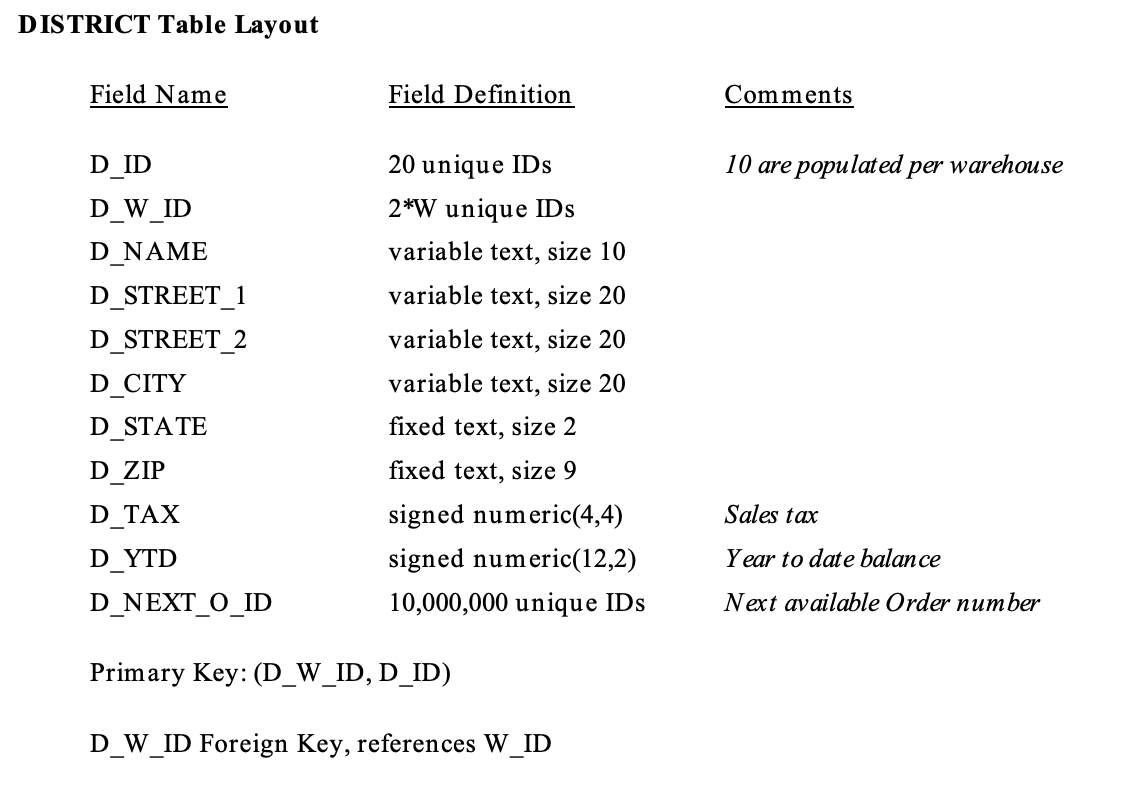 DISTRICT Table Layout
Field Name Field Definition Comments
D_ID 20 unique IDs 10 are populated per warehouse
D_W_ID 2*W unique IDs
D_NAME variable text, size 10
D_STREET_1 variable text, size 20
D_STREET_2 variable text, size 20
D_CITY variable text, size 20
D_STATE fixed text, size 2
D_ZIP fixed text, size 9
D_TAX signed numeric(4,4) Sales tax
D_YTD signed numeric(12,2) Year to date balance
D_NEXT_O_ID 10,000,000 unique IDs Next available Order number
Primary Key: (D_W_ID, D_ID)
D_W_ID Foreign Key, references W_ID